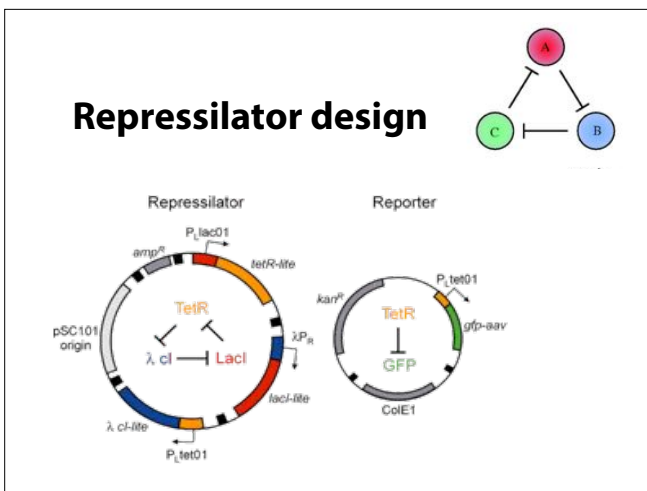 A
Repressilator design
C
B
Repressilator
Reporter
PLlac01
ampR
tetR-lite
PLtet01
kanR
TetR
TetR
gfp-aav
pSC101
origin
λPR
λ cI
LacI
GFP
lacI-lite
λ cI-lite
ColE1
PLtet01